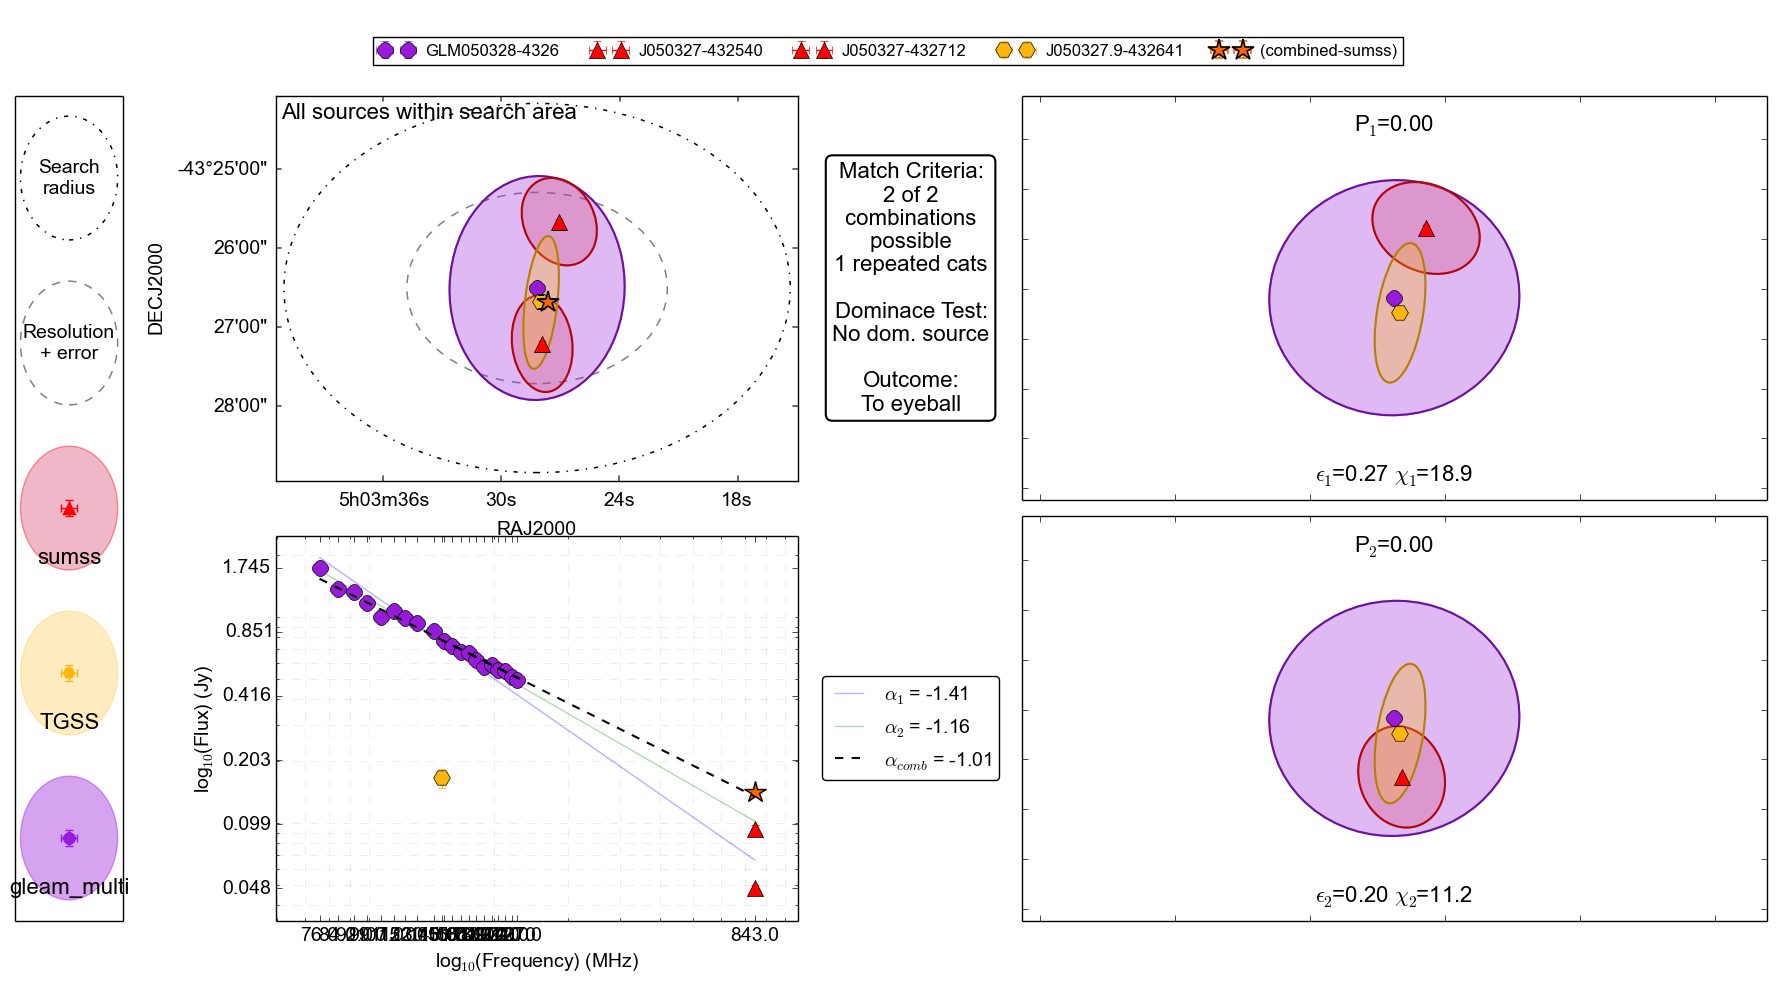 GLM050328-4326
J050327-432540
J050327-432712
J050327.9-432641
(combined-sumss)
Search
radius
Resolution
+ error
sumss
TGSS
gleam_multi
All sources within search area
DECJ2000
-43°25'00"
26'00"
27'00"
28'00"
5h03m36s
30s
24s
18s
RAJ2000
Match Criteria:
2 of 2
combinations
possible
1 repeated cats
Dominace Test:
No dom. source
Outcome:
To eyeball
P1=0.00
ϵ1=0.27 χ1=18.9
log10(Flux) (Jy)
1.745
0.851
0.416
0.203
0.099
0.048
843.0
log10(Frequency) (MHz)
α1 = -1.41
α2 = -1.16
αcomb = -1.01
P2=0.00
ϵ2=0.20 χ2=11.2